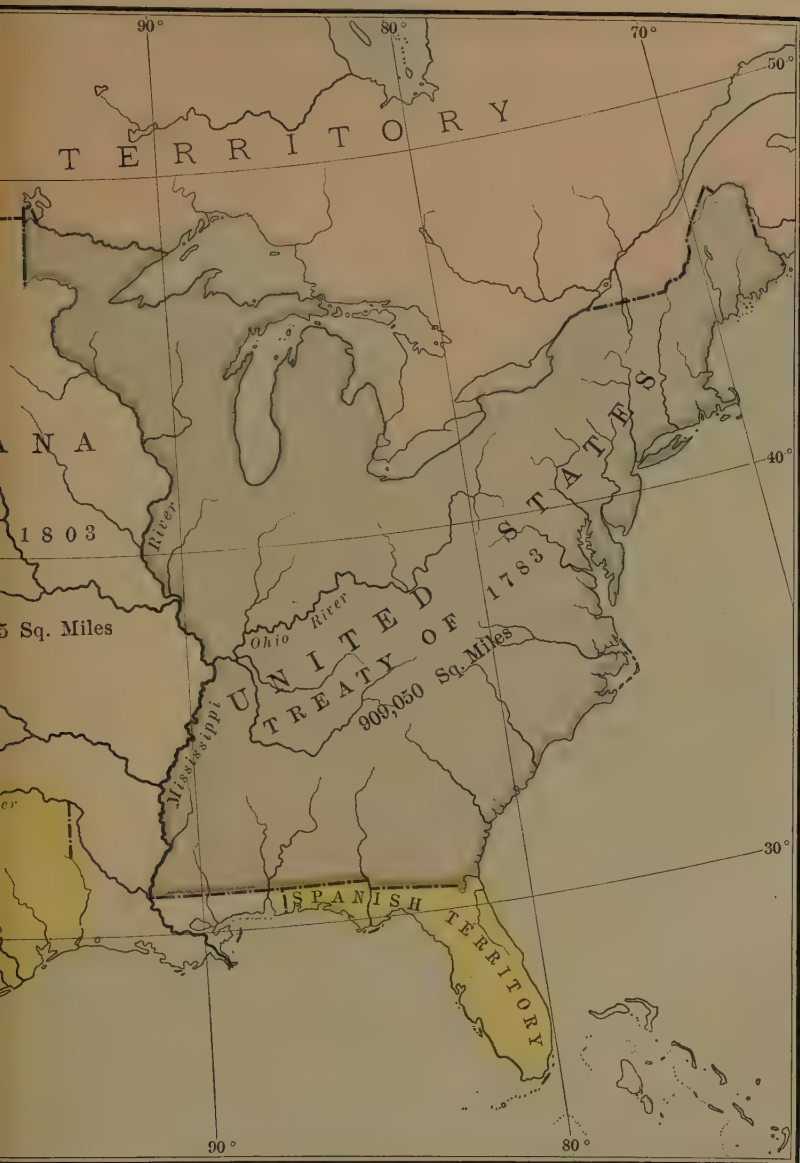 90°
80°
70°
50°
TERRITORY
ANA
1803
5 Sq. Miles
River
40°
Ohio River
UNITED STATES
TREATY OF 1783
909,050 Sq. Miles
Mississippi
er
30°
SPANISH
TERRITORY
90°
80°